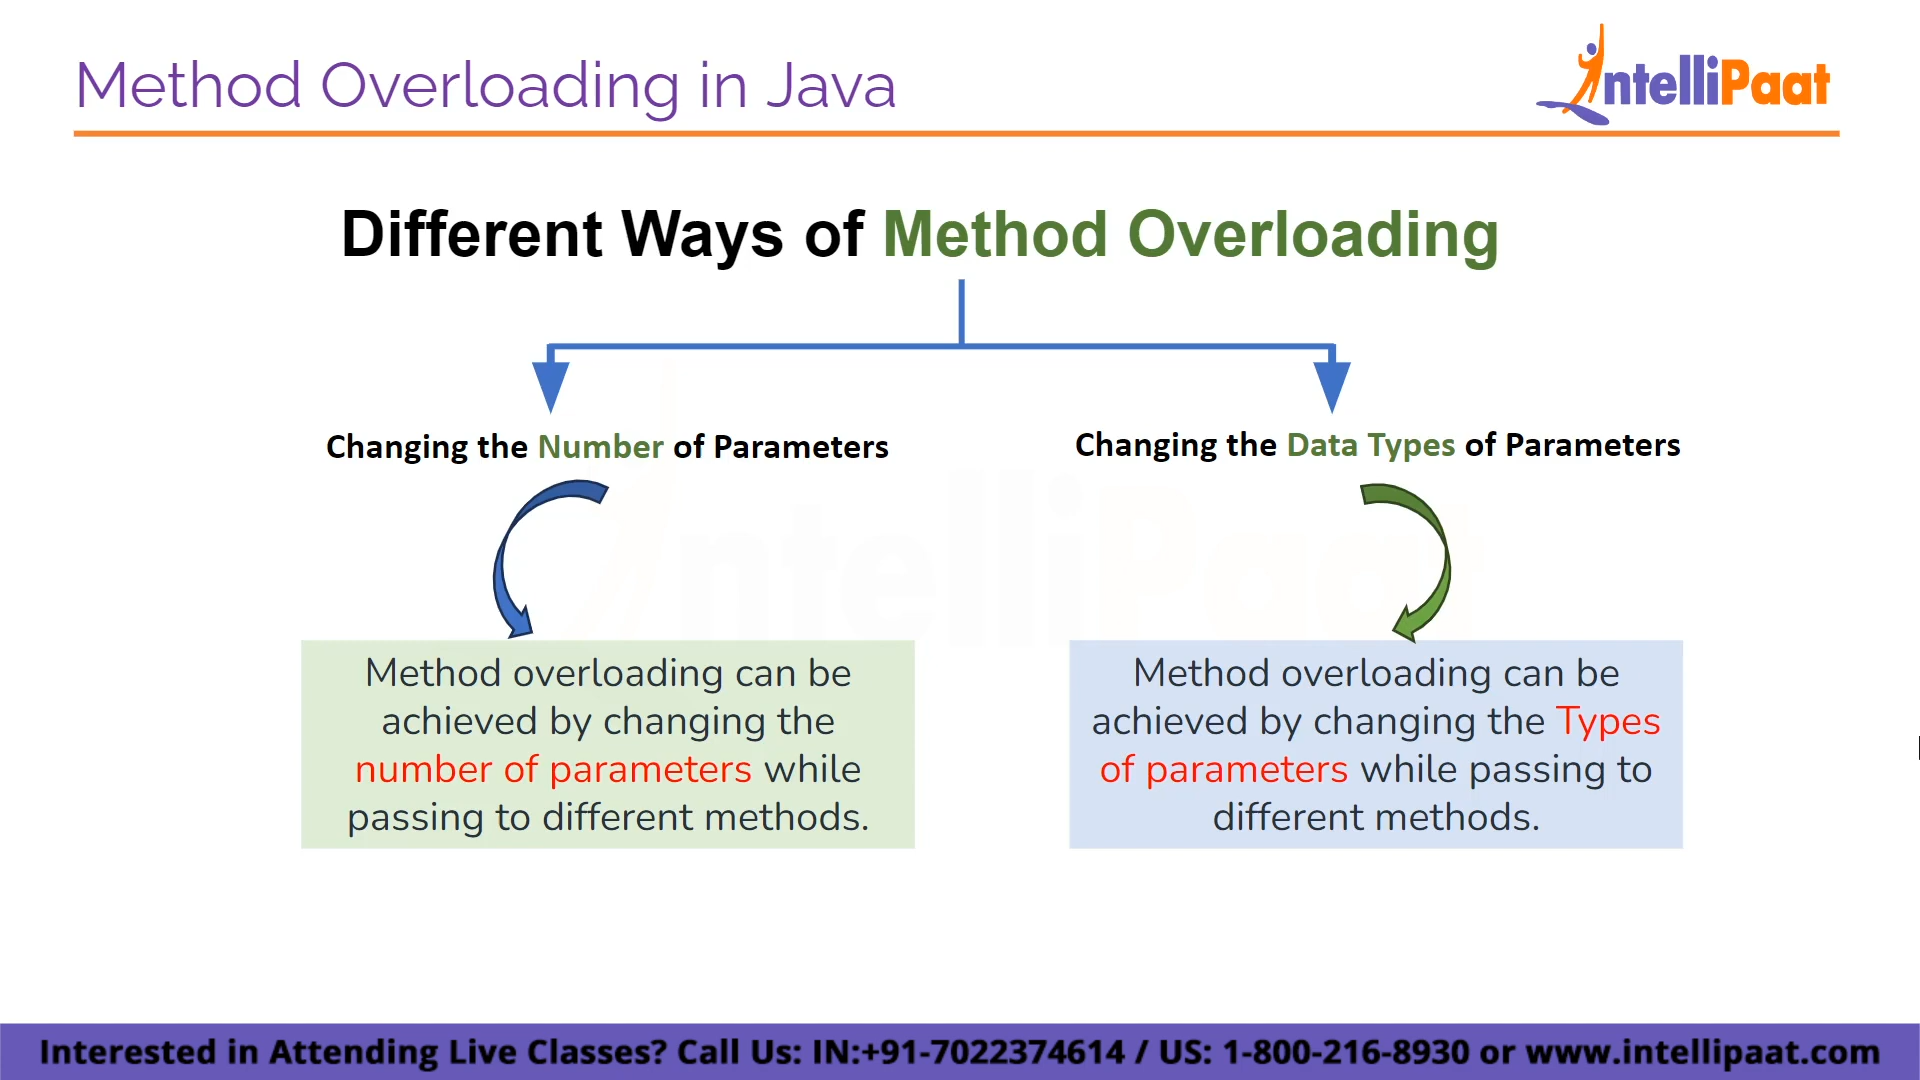 Method Overloading in Java
IntelliPaat
Different Ways of Method Overloading
Changing the Number of Parameters
Changing the Data Types of Parameters
Method overloading can be
achieved by changing the
number of parameters while
passing to different methods.
Method overloading can be
achieved by changing the Types
of parameters while passing to
different methods.
IntelliPaat
Interested in Attending Live Classes? Call Us: IN:+91-7022374614 / US: 1-800-216-8930 or www.intellipaat.com